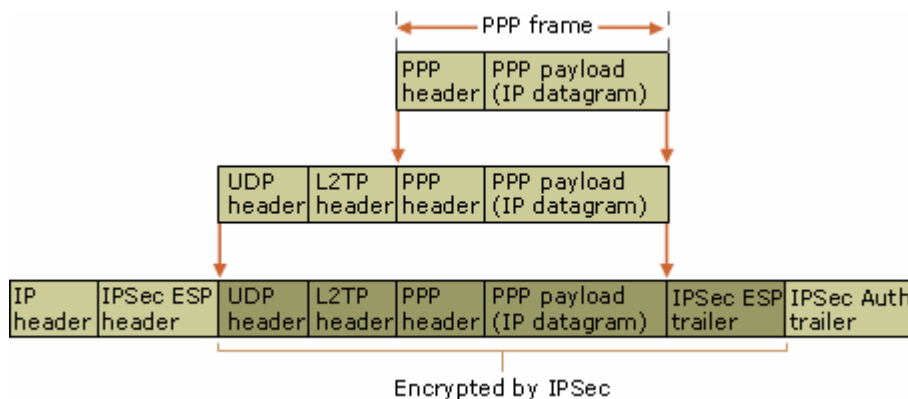 PPP frame
PPP header
PPP payload (IP datagram)
UDP header
L2TP header
PPP header
PPP payload (IP datagram)
IP header
IPSec ESP header
UDP header
L2TP header
PPP header
PPP payload (IP datagram)
IPSec ESP trailer
IPSec Auth trailer
Encrypted by IPSec